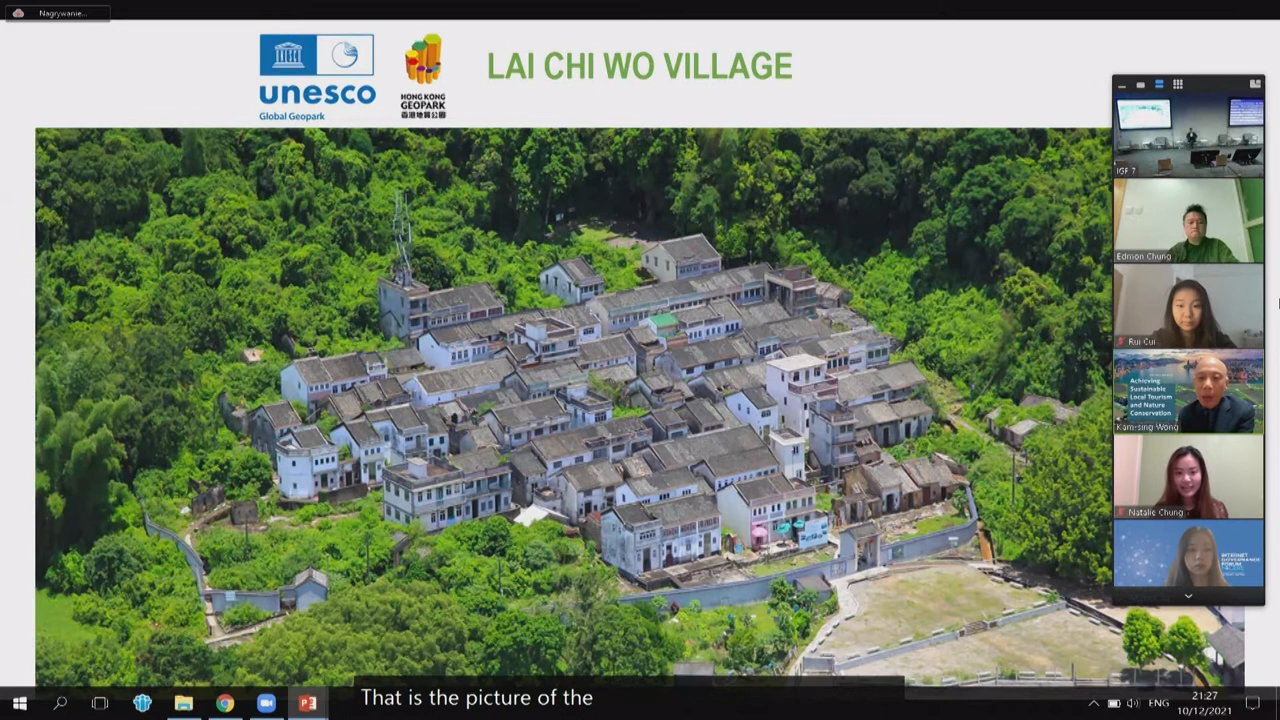 Nagrywanie...
unesco
Global Geopark
HONG KONG
GEOPARK
香港地質公園
LAI CHI WO VILLAGE
IGF 7
Edmon Chung
Rui Cui
Achieving
Sustainable
Local Tourism
and Nature
Conservation
Kam-sing Wong
Natalie Chung
INTERNET
GOVERNANCE
FORUM
That is the picture of the
ENG
21:27
10/12/2021